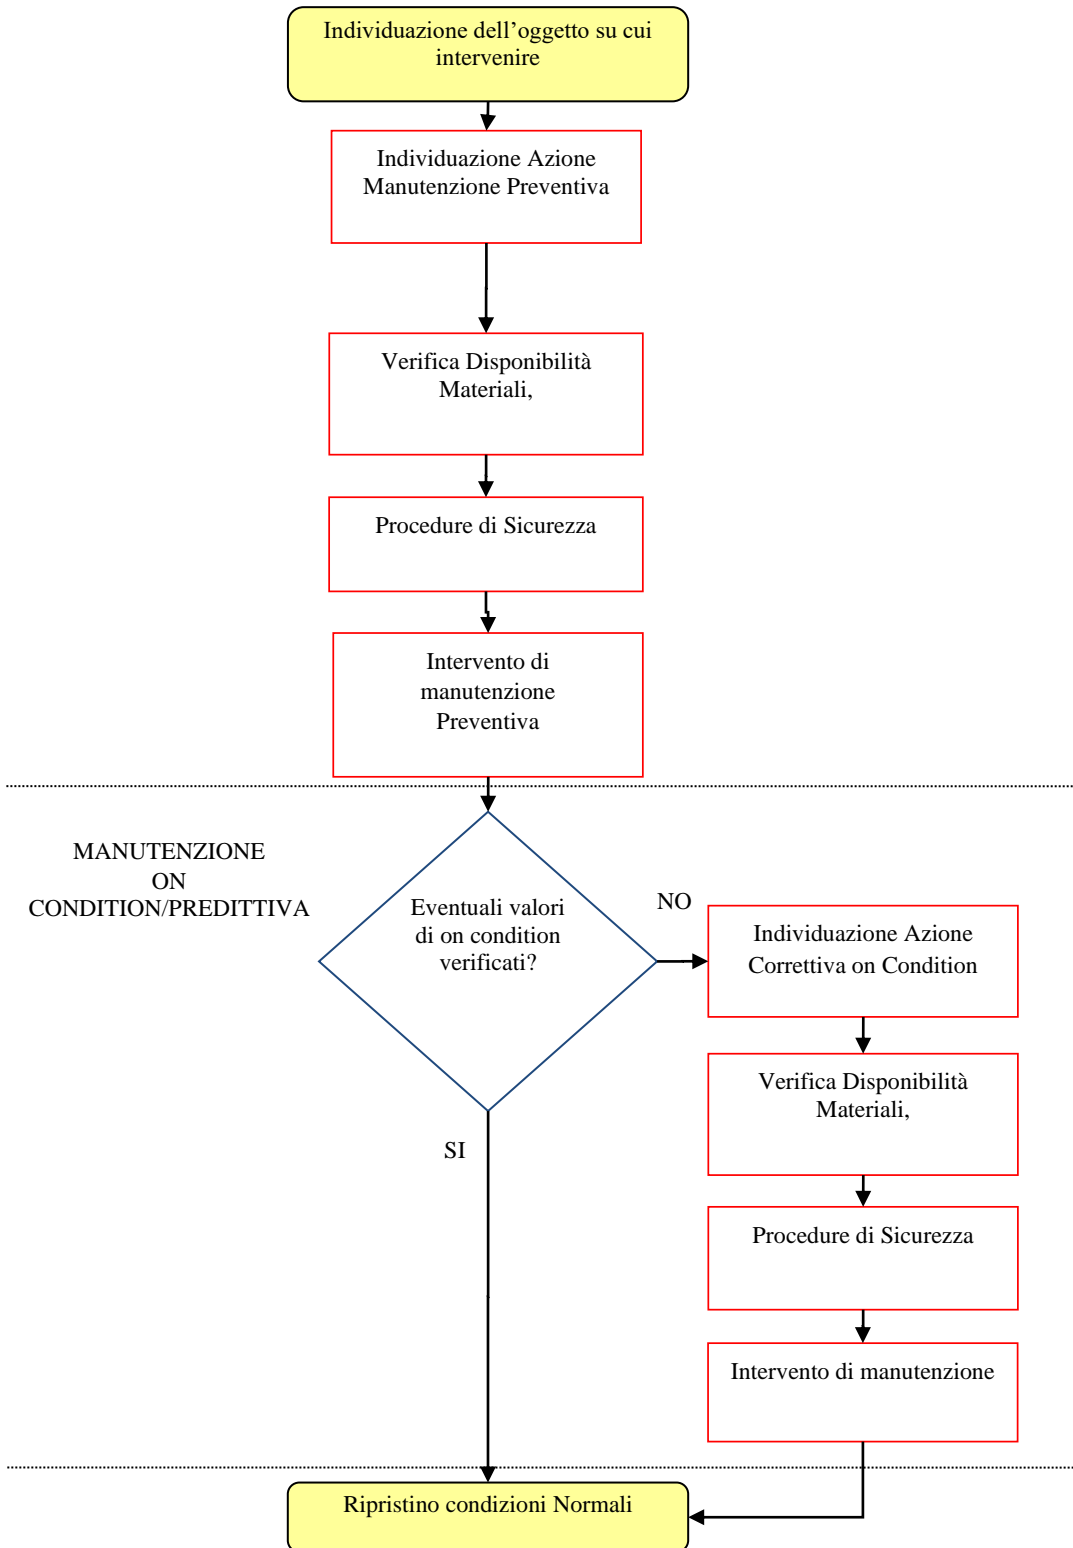 Individuazione dell'oggetto su cui
intervenire
Individuazione Azione
Manutenzione Preventiva
Verifica Disponibilità
Materiali,
Procedure di Sicurezza
Intervento di
manutenzione
Preventiva
MANUTENZIONE
ON
CONDITION/PREDITTIVA
Eventuali valori
di on condition
verificati?
NO
Individuazione Azione
Correttiva on Condition
Verifica Disponibilità
Materiali,
SI
Procedure di Sicurezza
Intervento di manutenzione
Ripristino condizioni Normali